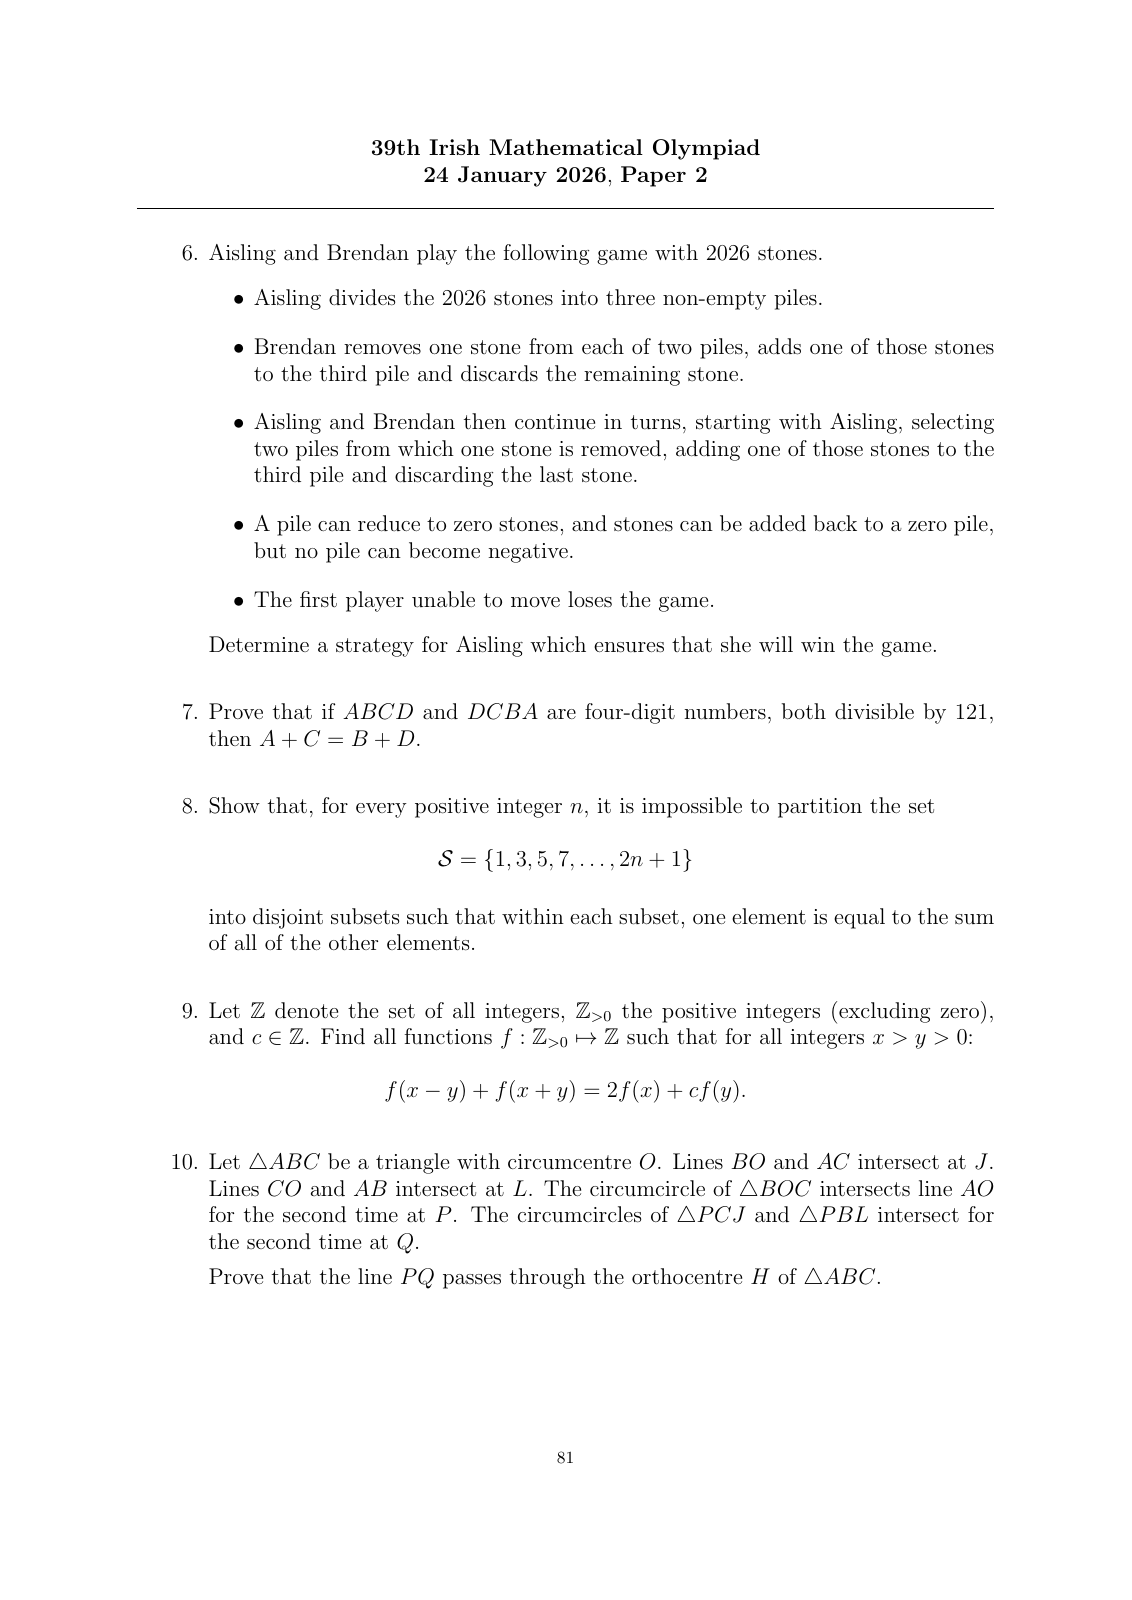 39th Irish Mathematical Olympiad
24 January 2026, Paper 2
6. Aisling and Brendan play the following game with 2026 stones.
• Aisling divides the 2026 stones into three non-empty piles.
• Brendan removes one stone from each of two piles, adds one of those stones
to the third pile and discards the remaining stone.
• Aisling and Brendan then continue in turns, starting with Aisling, selecting
two piles from which one stone is removed, adding one of those stones to the
third pile and discarding the last stone.
• A pile can reduce to zero stones, and stones can be added back to a zero pile,
but no pile can become negative.
• The first player unable to move loses the game.
Determine a strategy for Aisling which ensures that she will win the game.
7. Prove that if ABCD and DCBA are four-digit numbers, both divisible by 121,
then A + C = B + D.
8. Show that, for every positive integer n, it is impossible to partition the set
𝒮 = {1, 3, 5, 7, . . . , 2n + 1}
into disjoint subsets such that within each subset, one element is equal to the sum
of all of the other elements.
9. Let ℤ denote the set of all integers, ℤ>0 the positive integers (excluding zero),
and c ∈ ℤ. Find all functions f : ℤ>0 ↦ ℤ such that for all integers x > y > 0:
f(x − y) + f(x + y) = 2f(x) + cf(y).
10. Let △ABC be a triangle with circumcentre O. Lines BO and AC intersect at J.
Lines CO and AB intersect at L. The circumcircle of △BOC intersects line AO
for the second time at P. The circumcircles of △PCJ and △PBL intersect for
the second time at Q.
Prove that the line PQ passes through the orthocentre H of △ABC.
81